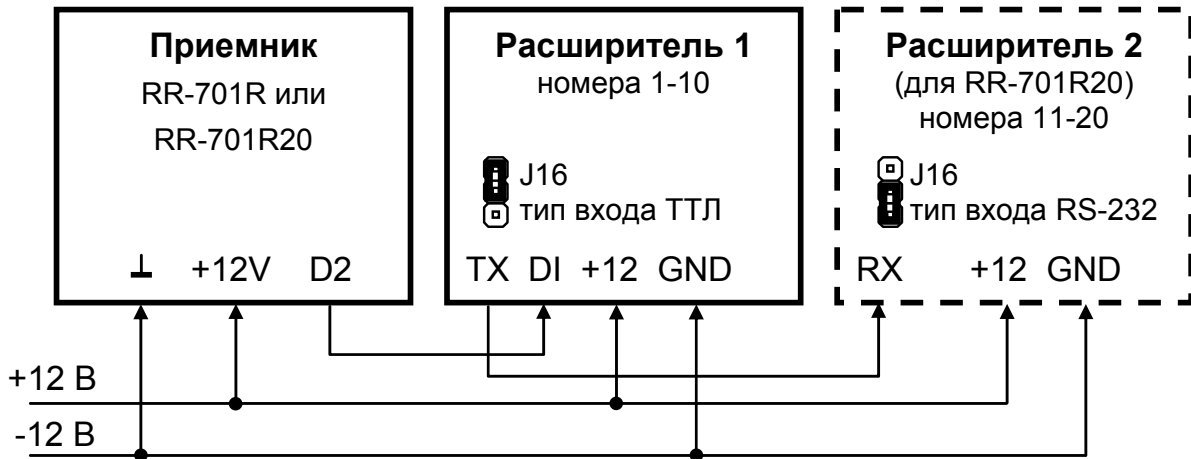 Приемник
RR-701R или
RR-701R20
⊥ +12V D2
Расширитель 1
номера 1-10
J16
тип входа ТТЛ
TX DI +12 GND
Расширитель 2
(для RR-701R20)
номера 11-20
J16
тип входа RS-232
RX +12 GND
+12 В
-12 В